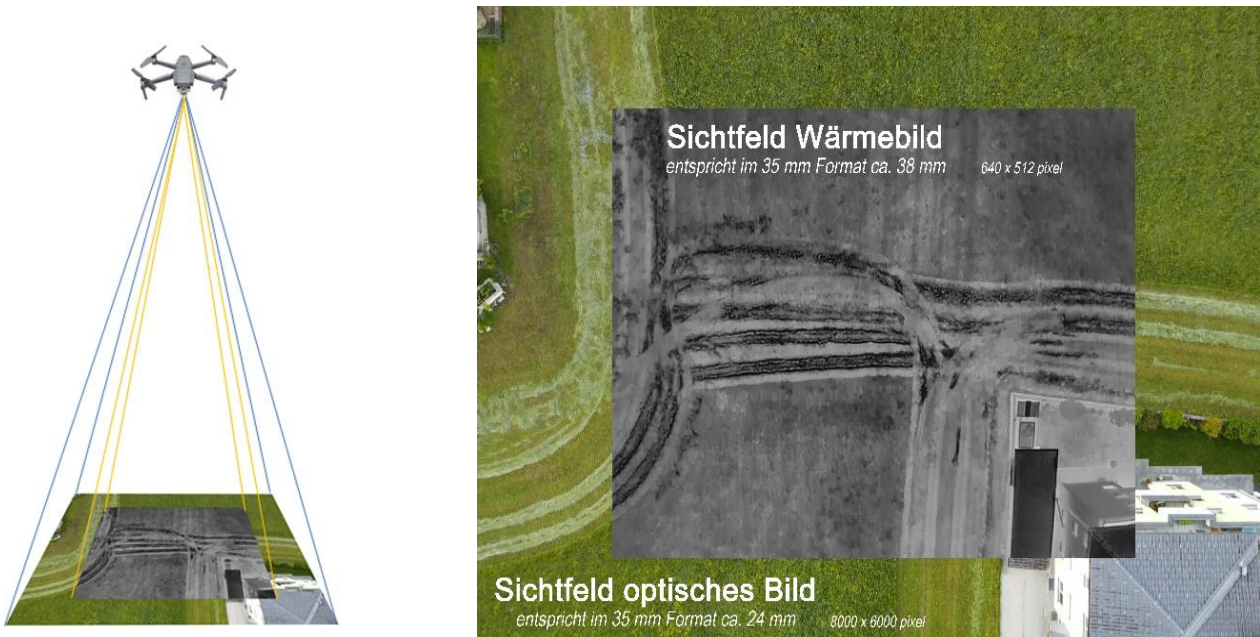 Sichtfeld Wärmebild
entspricht im 35 mm Format ca. 38 mm 640 x 512 pixel
Sichtfeld optisches Bild
entspricht im 35 mm Format ca. 24 mm 8000 x 6000 pixel